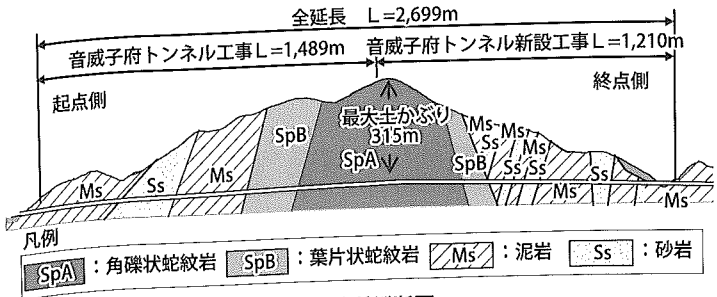 全延長 L=2,699m
音威子府トンネル工事L=1,489m 音威子府トンネル新設工事L=1,210m
起点側 終点側
最大土かぶり
315m
SpB SpA SpB
Ms Ss Ms
Ms Ms Ms
Ss Ss Ss
Ms Ss Ms
凡例
SpA :角礫状蛇紋岩 SpB :葉片状蛇紋岩 Ms :泥岩 Ss :砂岩